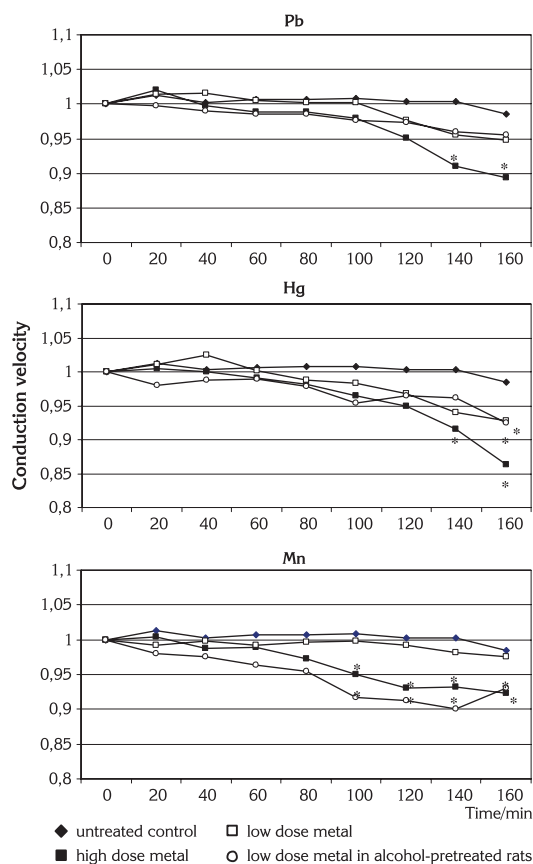 Pb
1,1
1,05
1
0,95
0,9
0,85
0,8
* *
0 20 40 60 80 100 120 140 160
Hg
Conduction velocity
1,1
1,05
1
0,95
0,9
0,85
0,8
* * * *
0 20 40 60 80 100 120 140 160
Mn
1,1
1,05
1
0,95
0,9
0,85
0,8
* * * * * * * *
0 20 40 60 80 100 120 140 160
Time/min
untreated control low dose metal
high dose metal low dose metal in alcohol-pretreated rats